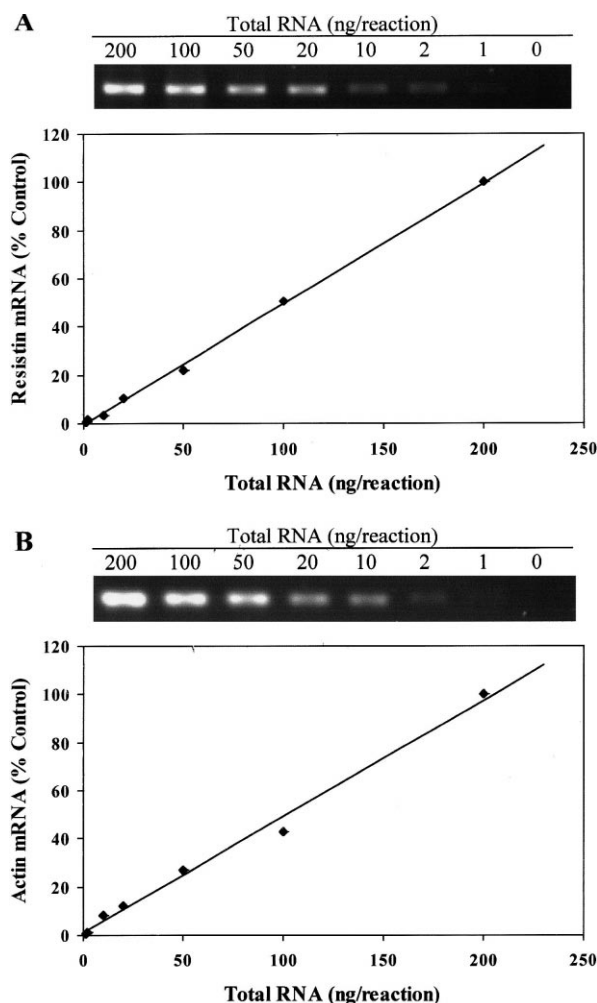 A
Total RNA (ng/reaction)
200 100 50 20 10 2 1 0
120
100
80
60
40
20
0
Resistin mRNA (% Control)
0 50 100 150 200 250
Total RNA (ng/reaction)
B
Total RNA (ng/reaction)
200 100 50 20 10 2 1 0
120
100
80
60
40
20
0
Actin mRNA (% Control)
0 50 100 150 200 250
Total RNA (ng/reaction)